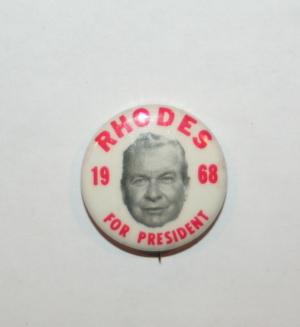 RHODES
19 68
FOR PRESIDENT